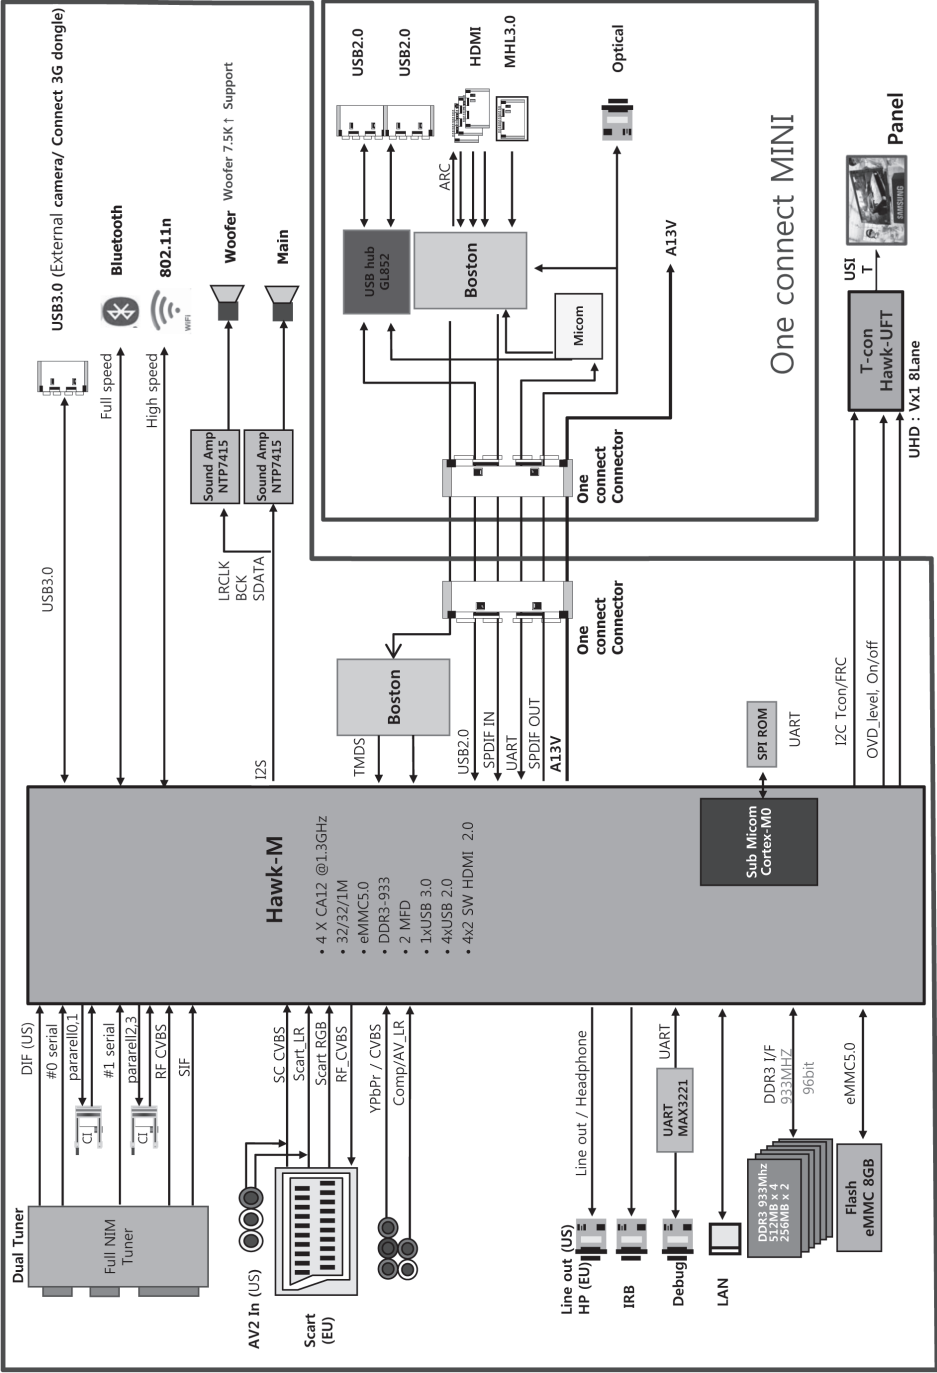 Dual Tuner
Full NIM
Tuner
CI
CI
DIF (US)
#0 serial
pararell0,1
#1 serial
pararell2,3
RF CVBS
SIF
AV2 In (US)
Scart
(EU)
SC CVBS
Scart_LR
Scart RGB
RF_CVBS
YPbPr / CVBS
Comp/AV_LR
Line out (US)
HP (EU)
Line out / Headphone
IRB
Debug
UART
MAX3221
UART
LAN
DDR3 933Mhz
512MB x 4
256MB x 2
DDR3 I/F
933MHZ
96bit
Flash
eMMC 8GB
eMMC5.0
Hawk-M
• 4 X CA12 @1.3GHz
• 32/32/1M
• eMMC5.0
• DDR3-933
• 2 MFD
• 1xUSB 3.0
• 4xUSB 2.0
• 4x2 SW HDMI 2.0
Sub Micom
Cortex-M0
SPI ROM
UART
USB3.0
USB3.0 (External camera/ Connect 3G dongle)
Full speed
Bluetooth
High speed
802.11n
WiFi
I2S
LRCLK
BCK
SDATA
Sound Amp
NTP7415
Sound Amp
NTP7415
Woofer Woofer 7.5K ↑ Support
Main
TMDS
Boston
USB2.0
SPDIF IN
UART
SPDIF OUT
A13V
One
connect
Connector
One
connect
Connector
USB hub
GL852
Boston
Micom
ARC
USB2.0
USB2.0
HDMI
MHL3.0
Optical
A13V
One connect MINI
I2C Tcon/FRC
OVD_level, On/off
UHD : Vx1 8Lane
T-con
Hawk-UFT
USI
T
SAMSUNG
Panel